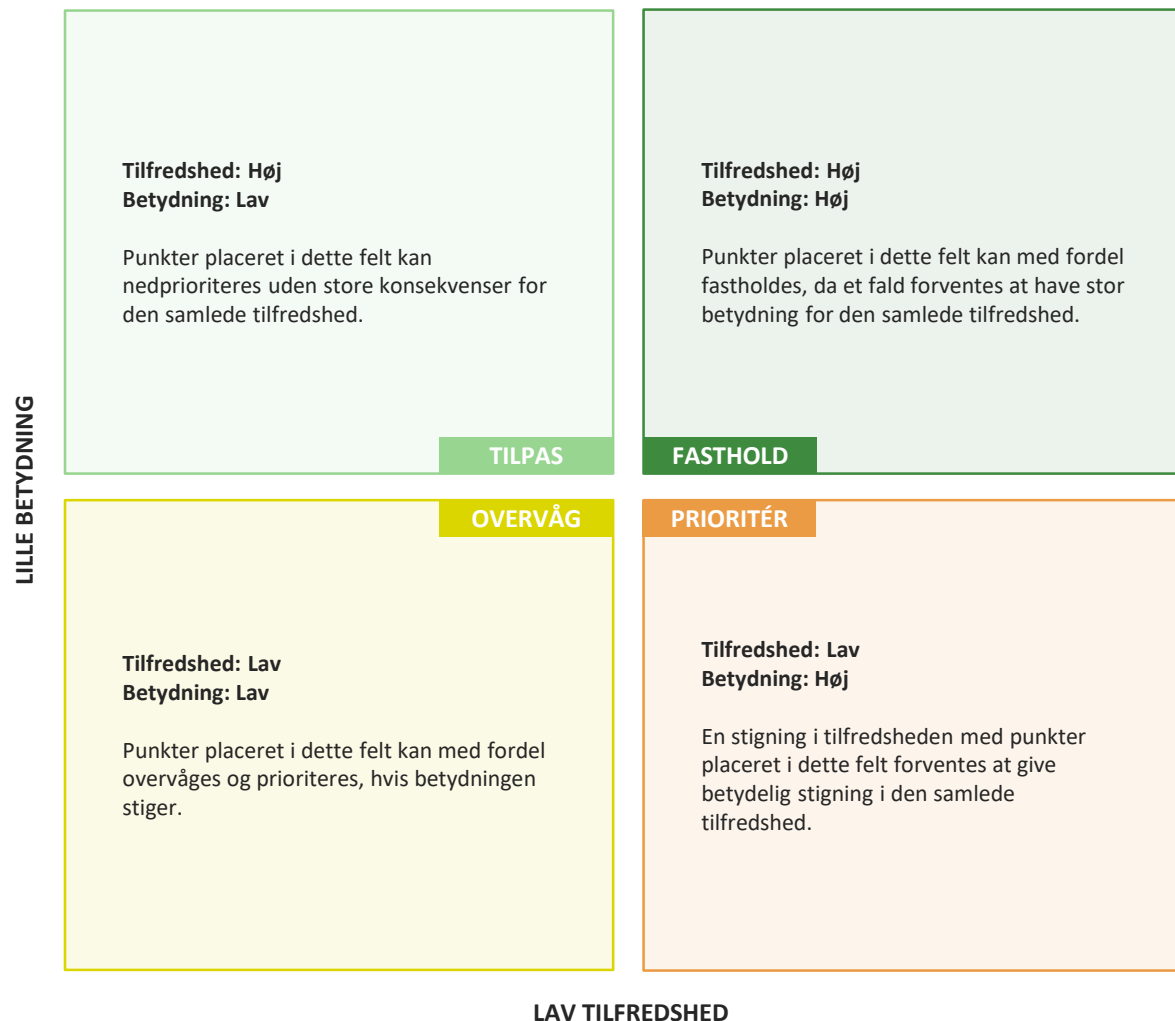 Tilfredshed: Høj
Betydning: Lav
Punkter placeret i dette felt kan
nedprioriteres uden store konsekvenser for
den samlede tilfredshed.
TILPAS
Tilfredshed: Høj
Betydning: Høj
Punkter placeret i dette felt kan med fordel
fastholdes, da et fald forventes at have stor
betydning for den samlede tilfredshed.
FASTHOLD
LILLE BETYDNING
OVERVÅG
Tilfredshed: Lav
Betydning: Lav
Punkter placeret i dette felt kan med fordel
overvåges og prioriteres, hvis betydningen
stiger.
PRIORITÉR
Tilfredshed: Lav
Betydning: Høj
En stigning i tilfredsheden med punkter
placeret i dette felt forventes at give
betydelig stigning i den samlede
tilfredshed.
LAV TILFREDSHED